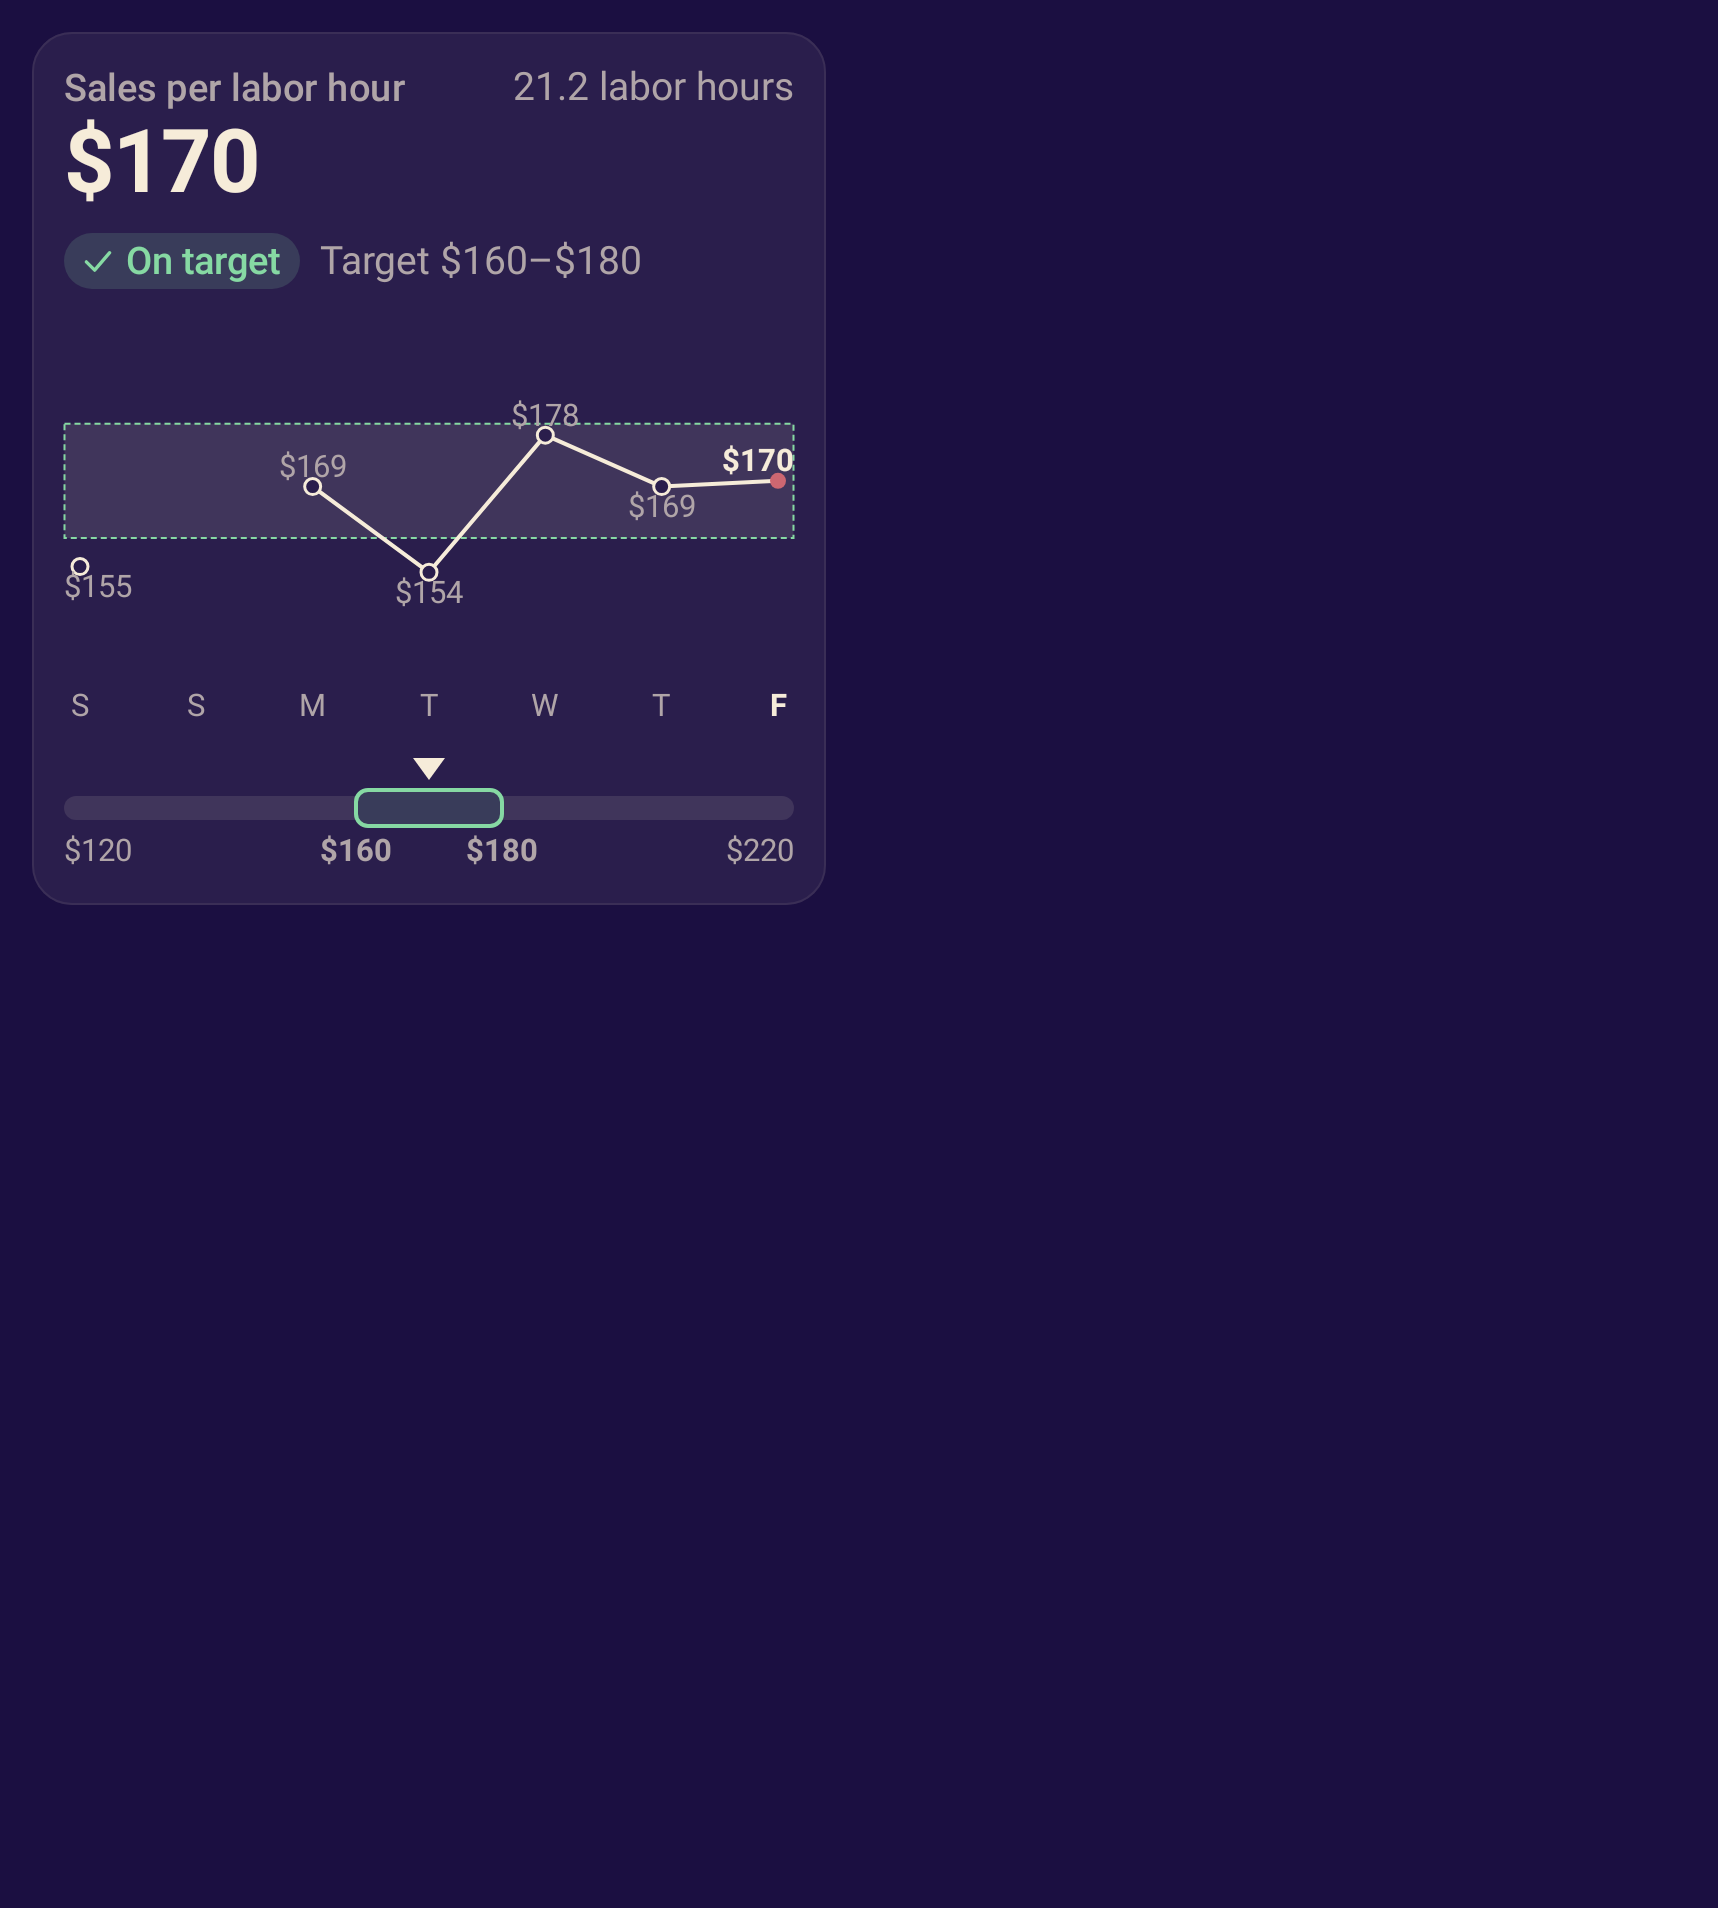 Sales per labor hour
21.2 labor hours
$170
On target
Target $160–$180
$178
$170
$169
$169
$155
$154
S S M T W T F
$120 $160 $180 $220